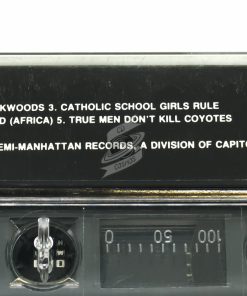 KWOODS 3. CATHOLIC SCHOOL GIRLS RULE
D (AFRICA) 5. TRUE MEN DON'T KILL COYOTES
EMI-MANHATTAN RECORDS, A DIVISION OF CAPITO
0 50 100